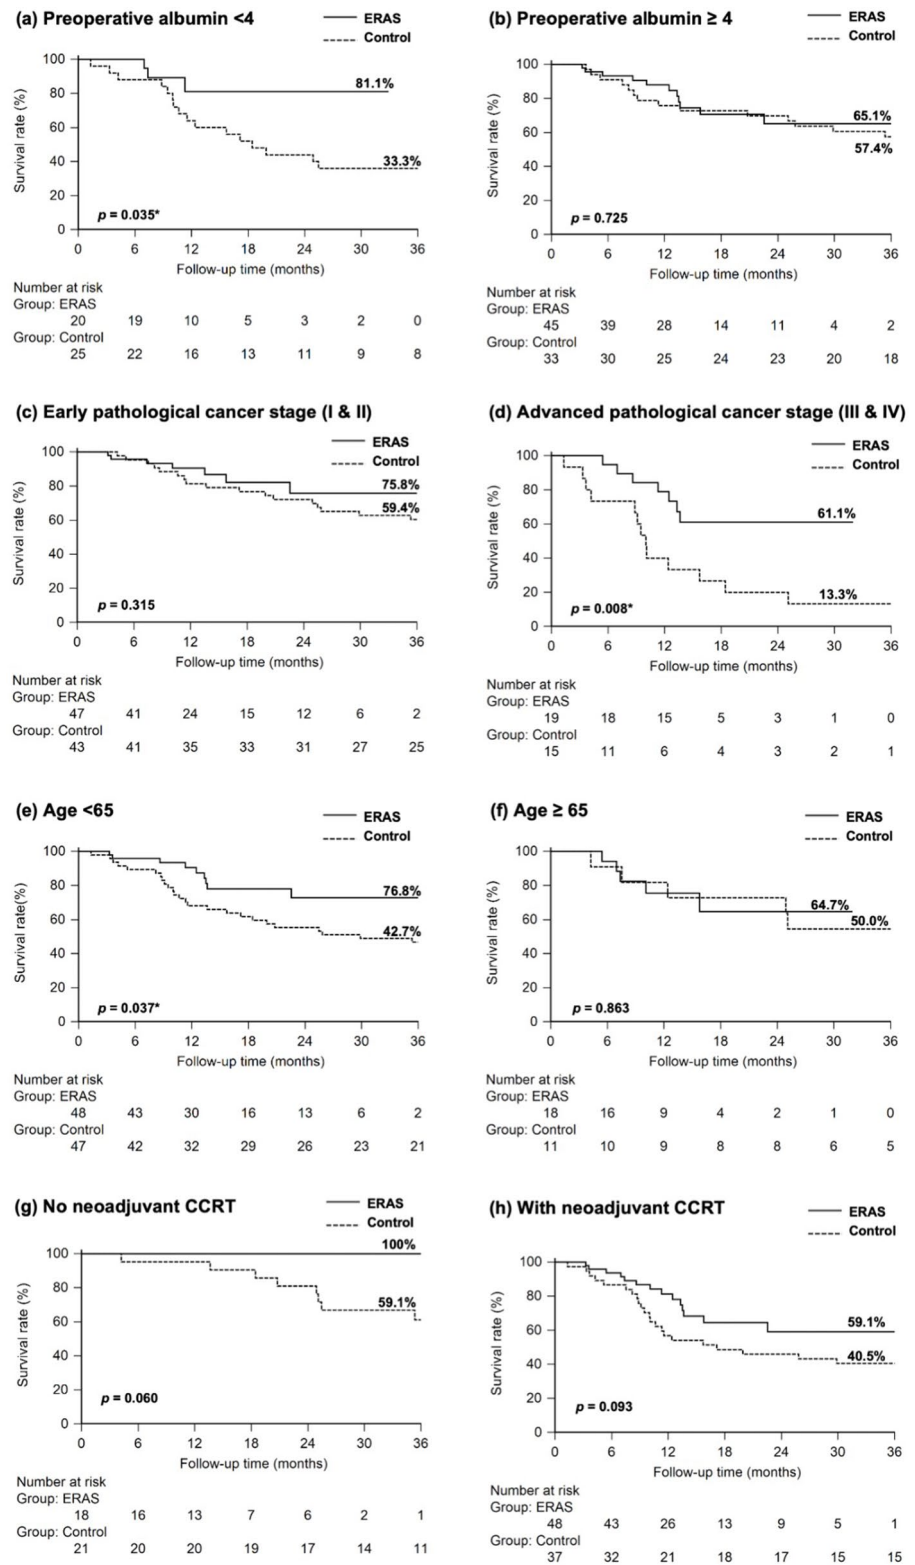 (a) Preoperative albumin <4
ERAS
Control
100
80
60
40
20
0
Survival rate (%)
81.1%
33.3%
p = 0.035*
0 6 12 18 24 30 36
Follow-up time (months)
Number at risk
Group: ERAS
20 19 10 5 3 2 0
Group: Control
25 22 16 13 11 9 8
(b) Preoperative albumin ≥ 4
ERAS
Control
100
80
60
40
20
0
Survival rate (%)
65.1%
57.4%
p = 0.725
0 6 12 18 24 30 36
Follow-up time (months)
Number at risk
Group: ERAS
45 39 28 14 11 4 2
Group: Control
33 30 25 24 23 20 18
(c) Early pathological cancer stage (I & II)
ERAS
Control
100
80
60
40
20
0
Survival rate (%)
75.8%
59.4%
p = 0.315
0 6 12 18 24 30 36
Follow-up time (months)
Number at risk
Group: ERAS
47 41 24 15 12 6 2
Group: Control
43 41 35 33 31 27 25
(d) Advanced pathological cancer stage (III & IV)
ERAS
Control
100
80
60
40
20
0
Survival rate (%)
61.1%
13.3%
p = 0.008*
0 6 12 18 24 30 36
Follow-up time (months)
Number at risk
Group: ERAS
19 18 15 5 3 1 0
Group: Control
15 11 6 4 3 2 1
(e) Age <65
ERAS
Control
100
80
60
40
20
0
Survival rate(%)
76.8%
42.7%
p = 0.037*
0 6 12 18 24 30 36
Follow-up time (months)
Number at risk
Group: ERAS
48 43 30 16 13 6 2
Group: Control
47 42 32 29 26 23 21
(f) Age ≥ 65
ERAS
Control
100
80
60
40
20
0
Survival rate (%)
64.7%
50.0%
p = 0.863
0 6 12 18 24 30 36
Follow-up time (months)
Number at risk
Group: ERAS
18 16 9 4 2 1 0
Group: Control
11 10 9 8 8 6 5
(g) No neoadjuvant CCRT
ERAS
Control
100
80
60
40
20
0
Survival rate (%)
100%
59.1%
p = 0.060
0 6 12 18 24 30 36
Follow-up time (months)
Number at risk
Group: ERAS
18 16 13 7 6 2 1
Group: Control
21 20 20 19 17 14 11
(h) With neoadjuvant CCRT
ERAS
Control
100
80
60
40
20
0
Survival rate (%)
59.1%
40.5%
p = 0.093
0 6 12 18 24 30 36
Follow-up time (months)
Number at risk
Group: ERAS
48 43 26 13 9 5 1
Group: Control
37 32 21 18 17 15 15